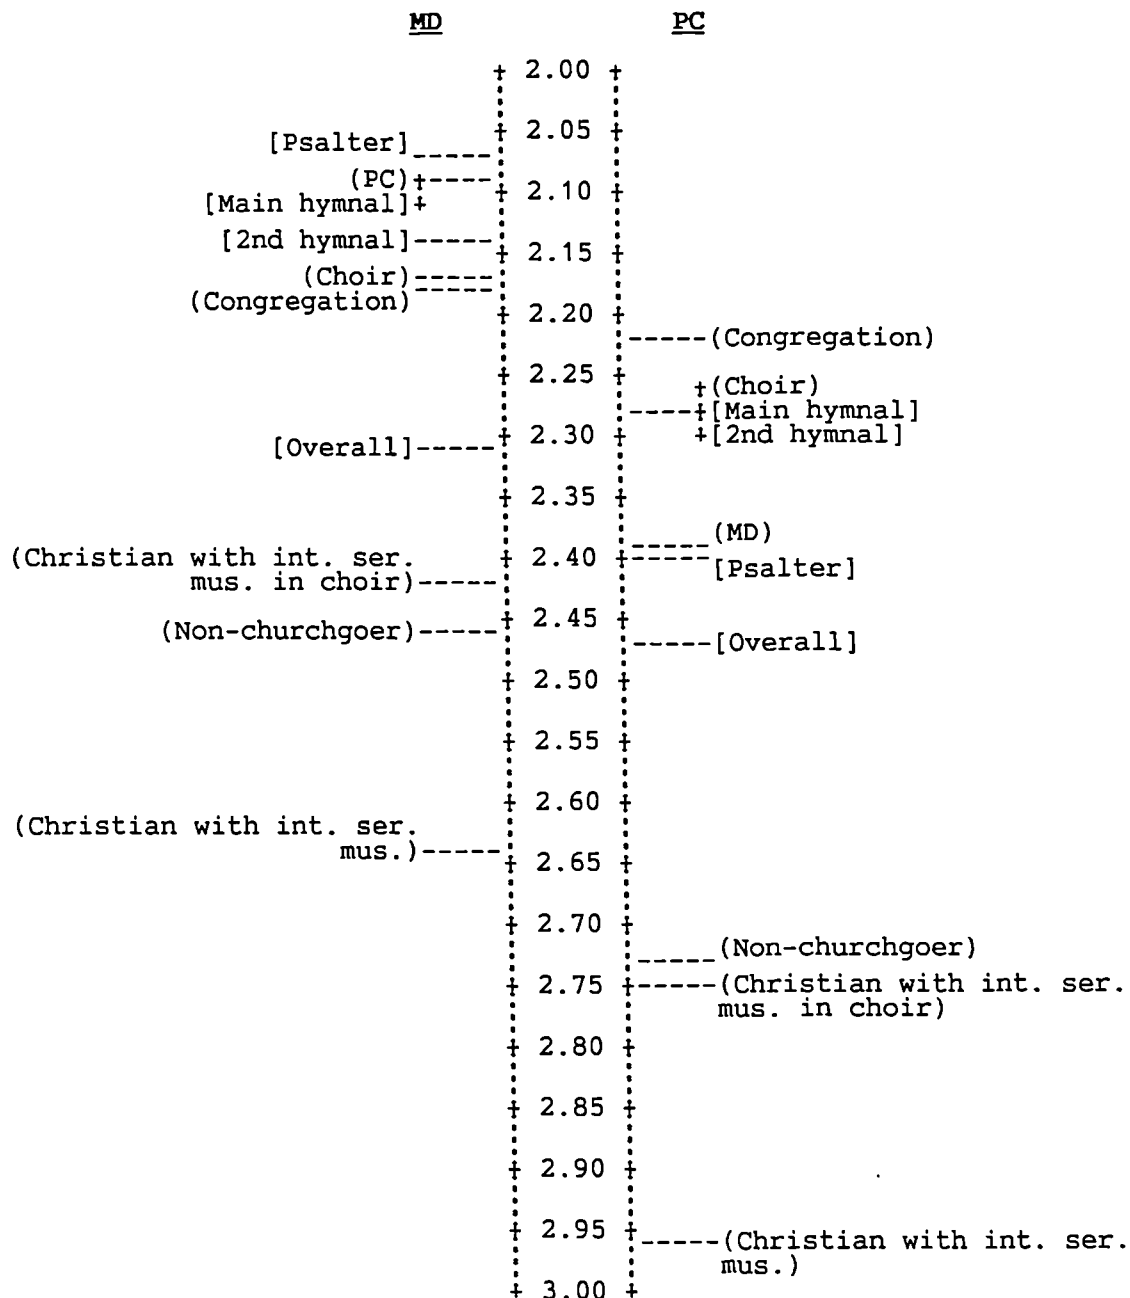 MD PC
+ 2.00 +
+ 2.05 +
[Psalter]-----
(PC)+-----
+ 2.10 +
[Main hymnal]+
[2nd hymnal]-----
+ 2.15 +
(Choir)-----
(Congregation)-----
+ 2.20 +
-----(Congregation)
+ 2.25 +
+(Choir)
-----+[Main hymnal]
+ 2.30 +
+[2nd hymnal]
[Overall]-----
+ 2.35 +
-----(MD)
(Christian with int. ser.
+ 2.40 +
-----[Psalter]
mus. in choir)-----
+ 2.45 +
(Non-churchgoer)-----
-----[Overall]
+ 2.50 +
+ 2.55 +
+ 2.60 +
(Christian with int. ser.
mus.)-----
+ 2.65 +
+ 2.70 +
-----(Non-churchgoer)
+ 2.75 +
-----(Christian with int. ser.
mus. in choir)
+ 2.80 +
+ 2.85 +
+ 2.90 +
+ 2.95 +
-----(Christian with int. ser.
mus.)
+ 3.00 +